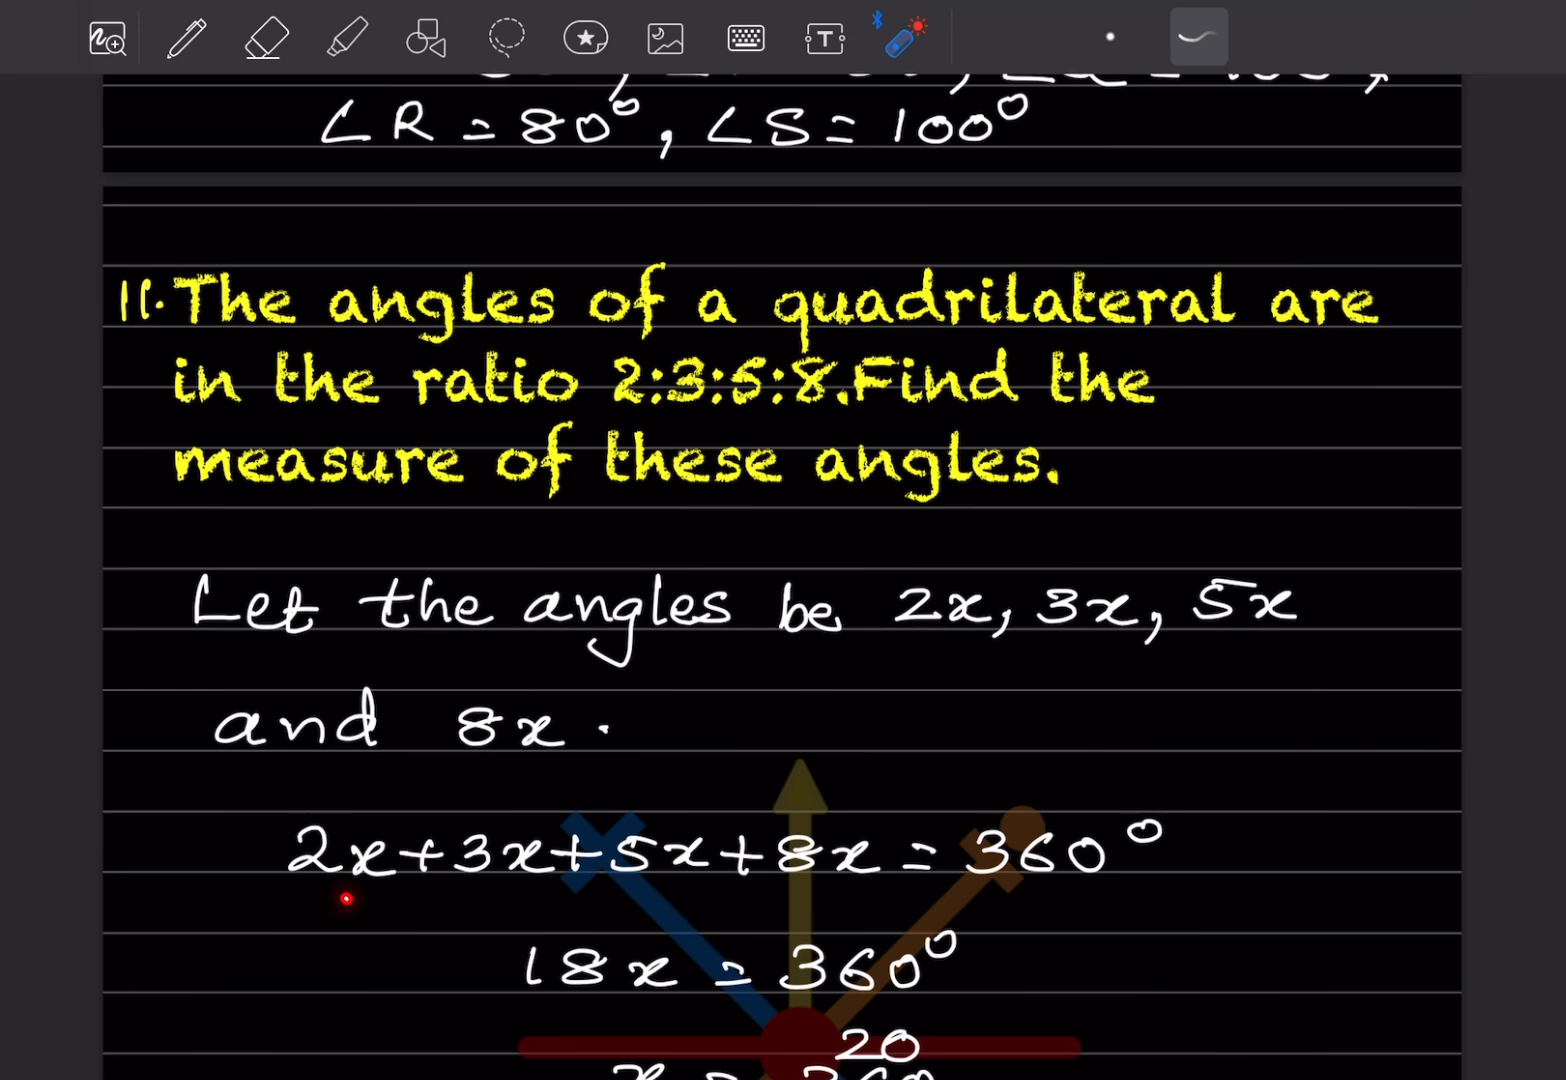 ∠R = 80°, ∠S = 100°
11. The angles of a quadrilateral are
in the ratio 2:3:5:8. Find the
measure of these angles.
Let the angles be 2x, 3x, 5x
and 8x.
2x+3x+5x+8x = 360°
18x = 360°
20